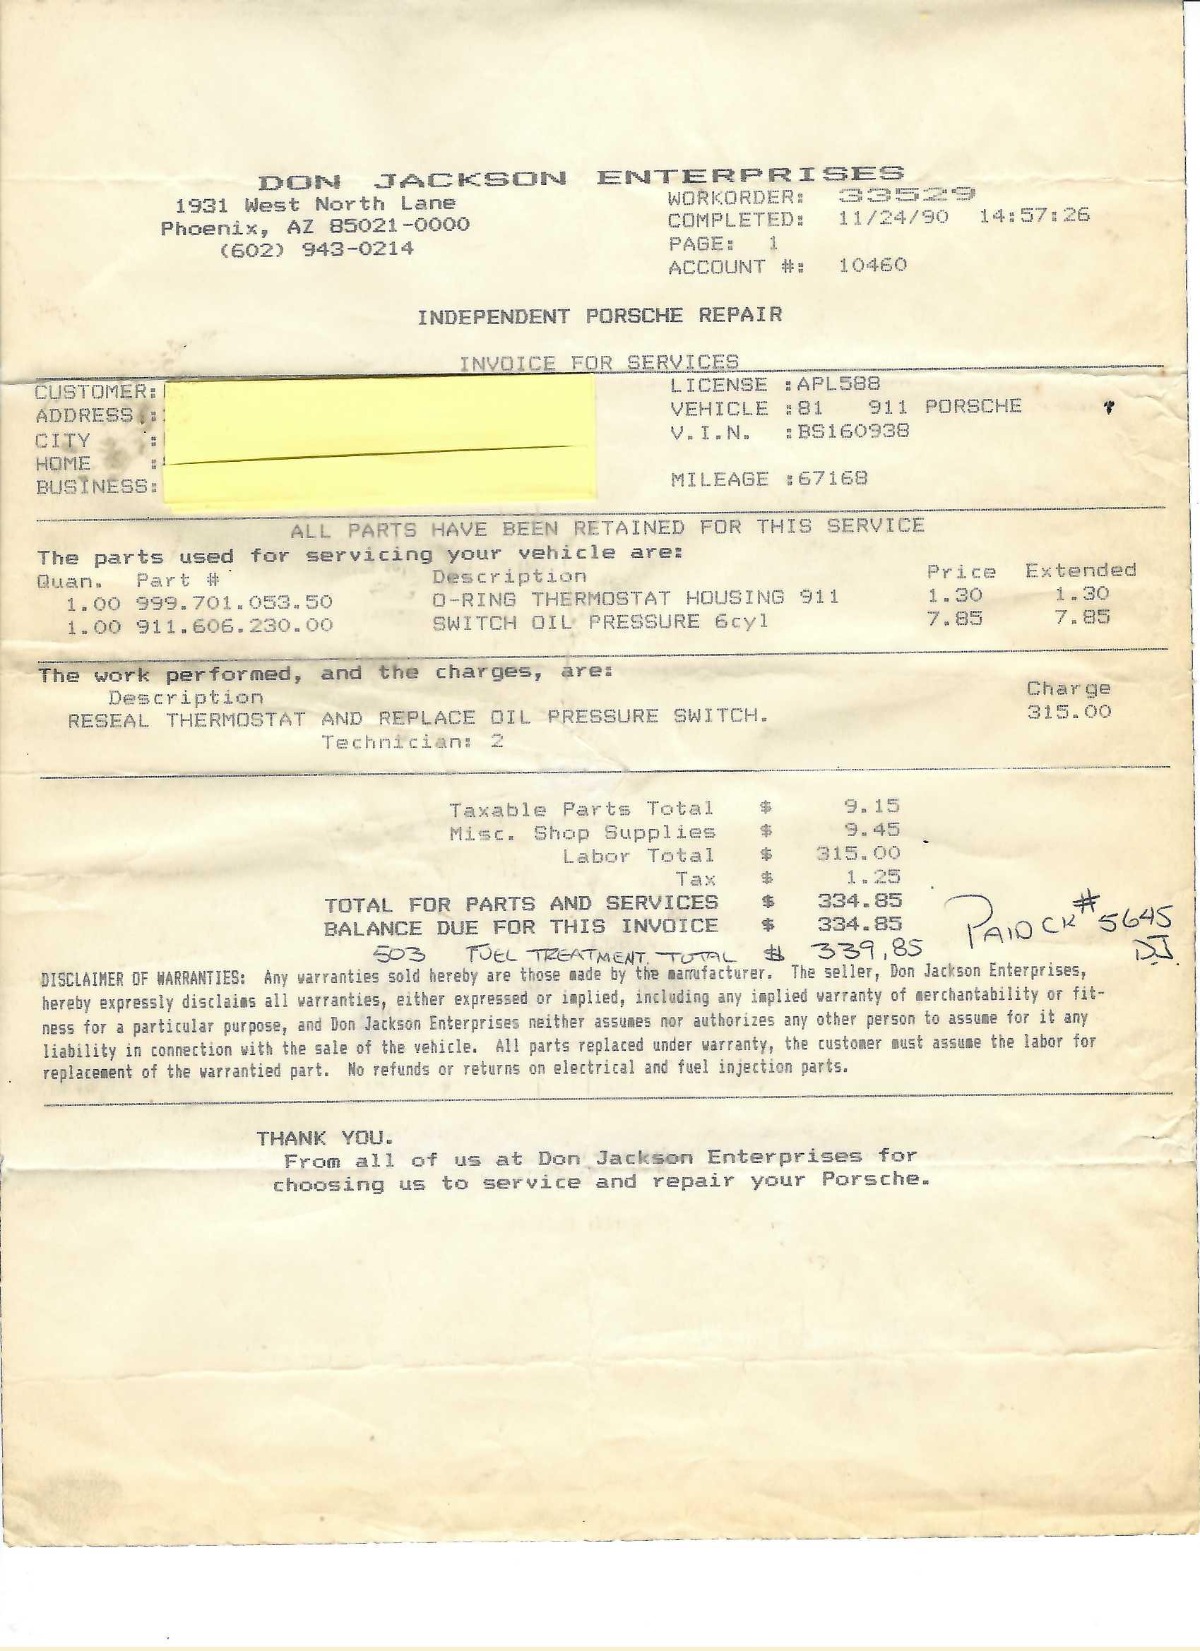 DON JACKSON ENTERPRISES
1931 West North Lane
Phoenix, AZ 85021-0000
(602) 943-0214
WORKORDER: 33529
COMPLETED: 11/24/90 14:57:26
PAGE: 1
ACCOUNT #: 10460
INDEPENDENT PORSCHE REPAIR
INVOICE FOR SERVICES
CUSTOMER:
ADDRESS :
CITY :
HOME :
BUSINESS:
LICENSE :APL588
VEHICLE :81 911 PORSCHE
V.I.N. :BS160938
MILEAGE :67168
ALL PARTS HAVE BEEN RETAINED FOR THIS SERVICE
The parts used for servicing your vehicle are:
Quan. Part # Description Price Extended
1.00 999.701.053.50 O-RING THERMOSTAT HOUSING 911 1.30 1.30
1.00 911.606.230.00 SWITCH OIL PRESSURE 6cyl 7.85 7.85
The work performed, and the charges, are:
Description Charge
RESEAL THERMOSTAT AND REPLACE OIL PRESSURE SWITCH. 315.00
Technician: 2
Taxable Parts Total $ 9.15
Misc. Shop Supplies $ 9.45
Labor Total $ 315.00
Tax $ 1.25
TOTAL FOR PARTS AND SERVICES $ 334.85
BALANCE DUE FOR THIS INVOICE $ 334.85
503 FUEL TREATMENT. TOTAL $ 339.85
PAID CK# 5645
DJ
DISCLAIMER OF WARRANTIES: Any warranties sold hereby are those made by the manufacturer. The seller, Don Jackson Enterprises,
hereby expressly disclaims all warranties, either expressed or implied, including any implied warranty of merchantability or fit-
ness for a particular purpose, and Don Jackson Enterprises neither assumes nor authorizes any other person to assume for it any
liability in connection with the sale of the vehicle. All parts replaced under warranty, the customer must assume the labor for
replacement of the warrantied part. No refunds or returns on electrical and fuel injection parts.
THANK YOU.
From all of us at Don Jackson Enterprises for
choosing us to service and repair your Porsche.